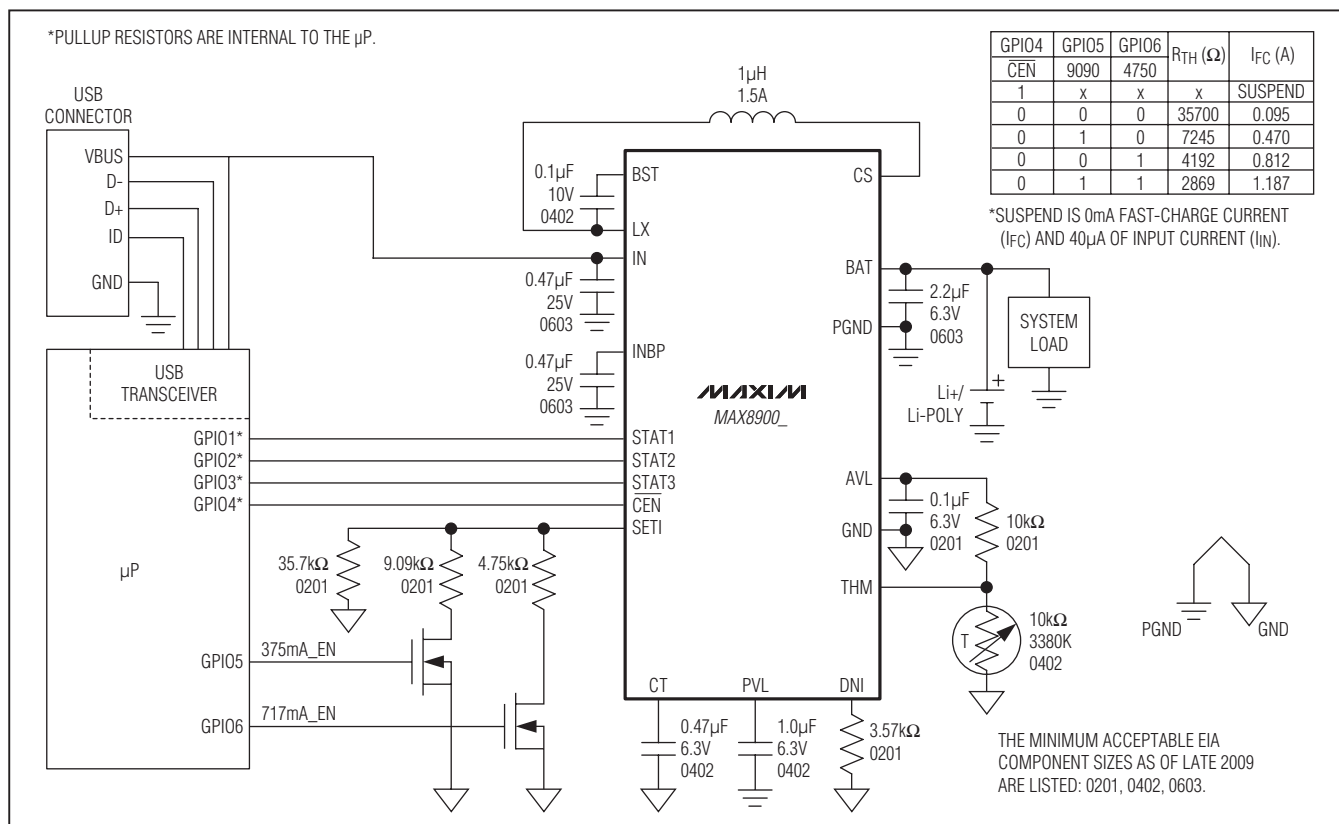 *PULLUP RESISTORS ARE INTERNAL TO THE µP.
USB
CONNECTOR
VBUS
D-
D+
ID
GND
USB
TRANSCEIVER
GPIO1*
GPIO2*
GPIO3*
GPIO4*
µP
GPIO5
GPIO6
375mA_EN
717mA_EN
35.7kΩ
0201
9.09kΩ
0201
4.75kΩ
0201
0.1µF
10V
0402
0.47µF
25V
0603
0.47µF
25V
0603
1µH
1.5A
BST
LX
IN
INBP
STAT1
STAT2
STAT3
CEN
SETI
MAXIM
MAX8900_
CS
BAT
PGND
AVL
GND
THM
CT
PVL
DNI
0.47µF
6.3V
0402
1.0µF
6.3V
0402
3.57kΩ
0201
2.2µF
6.3V
0603
SYSTEM
LOAD
Li+/
Li-POLY
+
0.1µF
6.3V
0201
10kΩ
0201
T
10kΩ
3380K
0402
PGND
GND
GPIO4 GPIO5 GPIO6 RTH (Ω) IFC (A)
CEN 9090 4750
1 x x x SUSPEND
0 0 0 35700 0.095
0 1 0 7245 0.470
0 0 1 4192 0.812
0 1 1 2869 1.187
*SUSPEND IS 0mA FAST-CHARGE CURRENT
(IFC) AND 40µA OF INPUT CURRENT (IIN).
THE MINIMUM ACCEPTABLE EIA
COMPONENT SIZES AS OF LATE 2009
ARE LISTED: 0201, 0402, 0603.